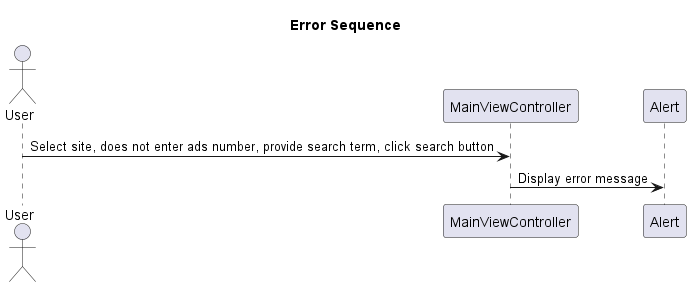 Error Sequence
User
MainViewController
Alert
Select site, does not enter ads number, provide search term, click search button
Display error message
User
MainViewController
Alert